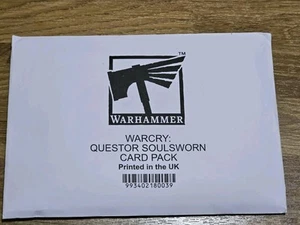 TM
WARHAMMER
WARCRY:
QUESTOR SOULSWORN
CARD PACK
Printed in the UK
993402180039